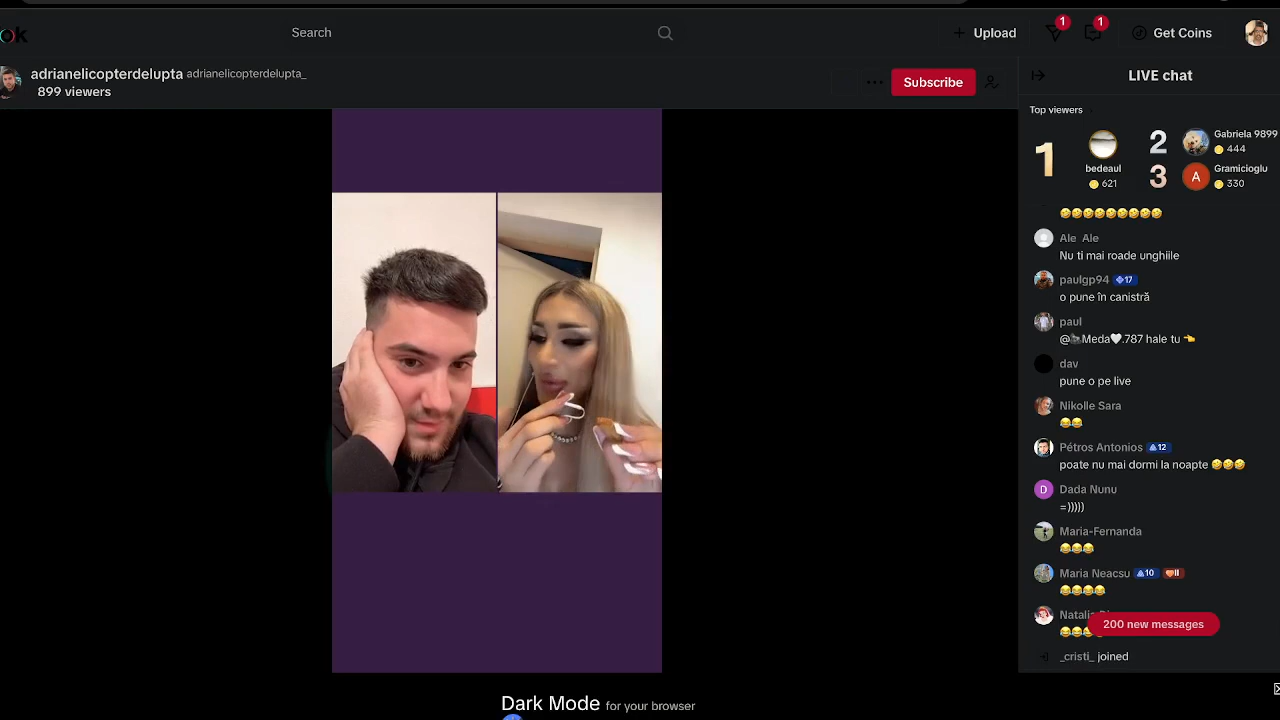 ok
Search
Upload
1
1
Get Coins
adrianelicopterdelupta adrianelicopterdelupta_
899 viewers
Subscribe
LIVE chat
Top viewers
1
bedeaul
621
2
Gabriela 9899
444
3
A
Gramicioglu
330
🤣🤣🤣🤣🤣🤣🤣🤣🤣
Ale Ale
Nu ti mai roade unghiile
paulgp94 17
o pune în canistră
paul
@🐆Meda🤍.787 hale tu 👈
dav
pune o pe live
Nikolle Sara
😂😂
Pétros Antonios 12
poate nu mai dormi la noapte 🤣🤣🤣
D
Dada Nunu
=)))))
Maria-Fernanda
😂😂😂
Maria Neacsu 10 II
😂😂😂😂
200 new messages
_cristi_ joined
Dark Mode for your browser